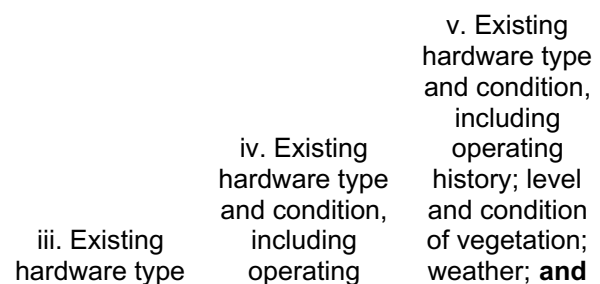 iii. Existing
hardware type
iv. Existing
hardware type
and condition,
including
operating
v. Existing
hardware type
and condition,
including
operating
history; level
and condition
of vegetation;
weather; and